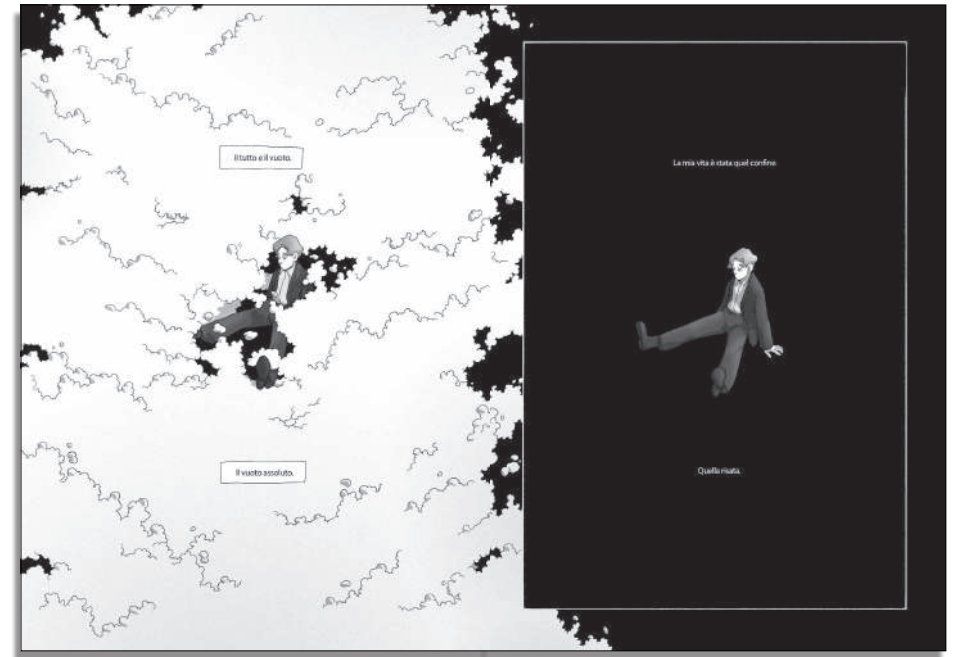 Il tutto e il vuoto.
Il vuoto assoluto.
La mia vita è stata quel confine.
Quella risata.